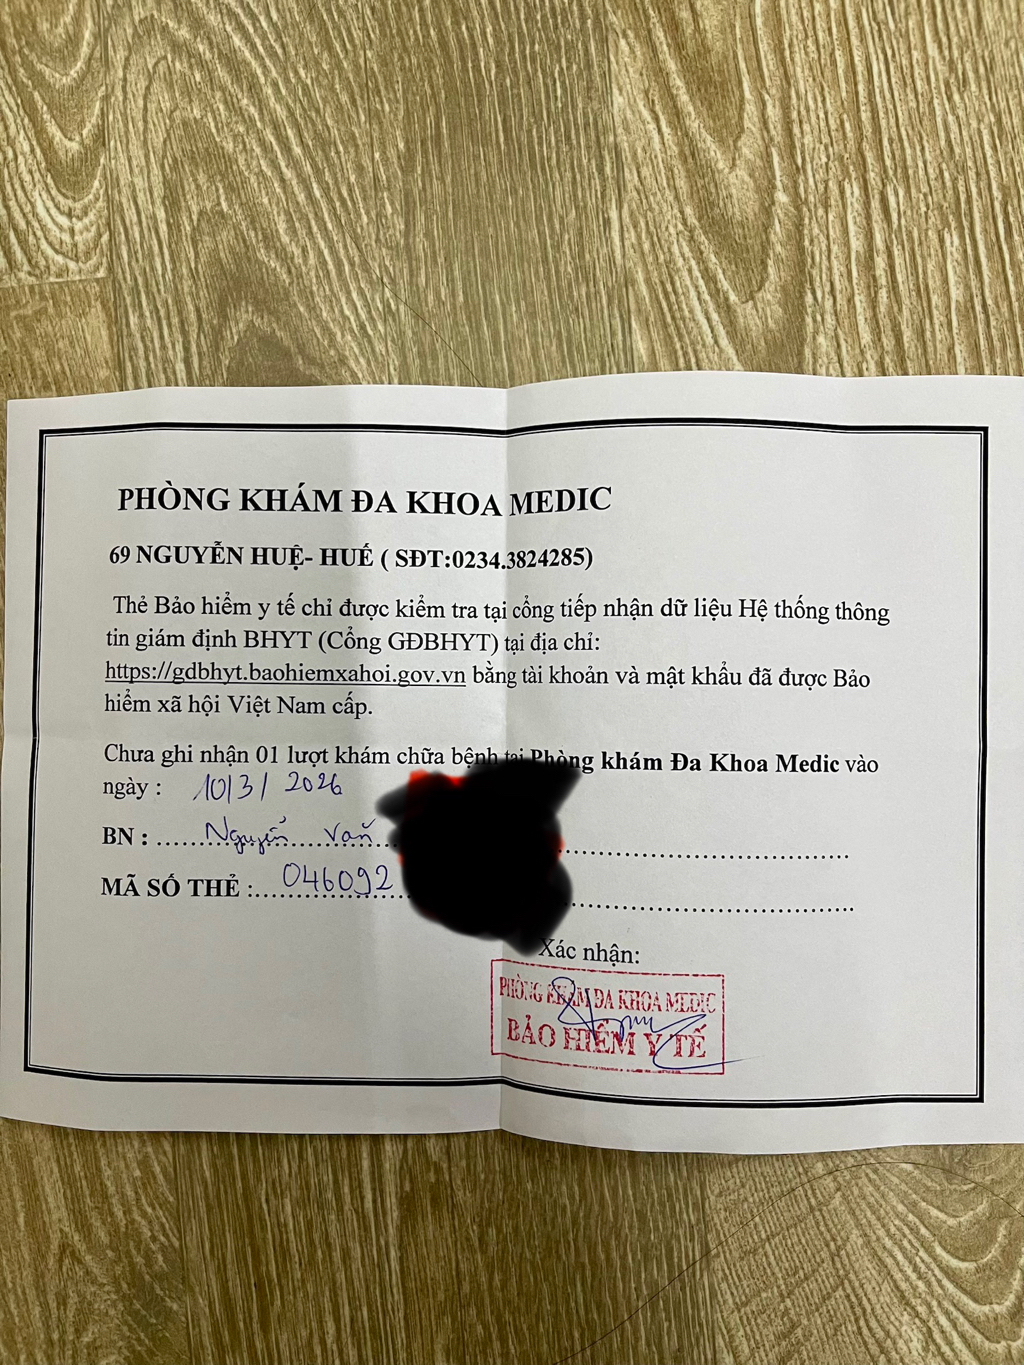 PHÒNG KHÁM ĐA KHOA MEDIC
69 NGUYỄN HUỆ- HUẾ ( SĐT:0234.3824285)
Thẻ Bảo hiểm y tế chỉ được kiểm tra tại cổng tiếp nhận dữ liệu Hệ thống thông
tin giám định BHYT (Cổng GĐBHYT) tại địa chỉ:
https://gdbhyt.baohiemxahoi.gov.vn bằng tài khoản và mật khẩu đã được Bảo
hiểm xã hội Việt Nam cấp.
Chưa ghi nhận 01 lượt khám chữa bệnh tại Phòng khám Đa Khoa Medic vào
ngày : 10/3/ 2026
BN : ......Nguyễn.....Văn...................................................
MÃ SỐ THẺ :....046092...................................................
Xác nhận:
PHÒNG KHÁM ĐA KHOA MEDIC
BẢO HIỂM Y TẾ